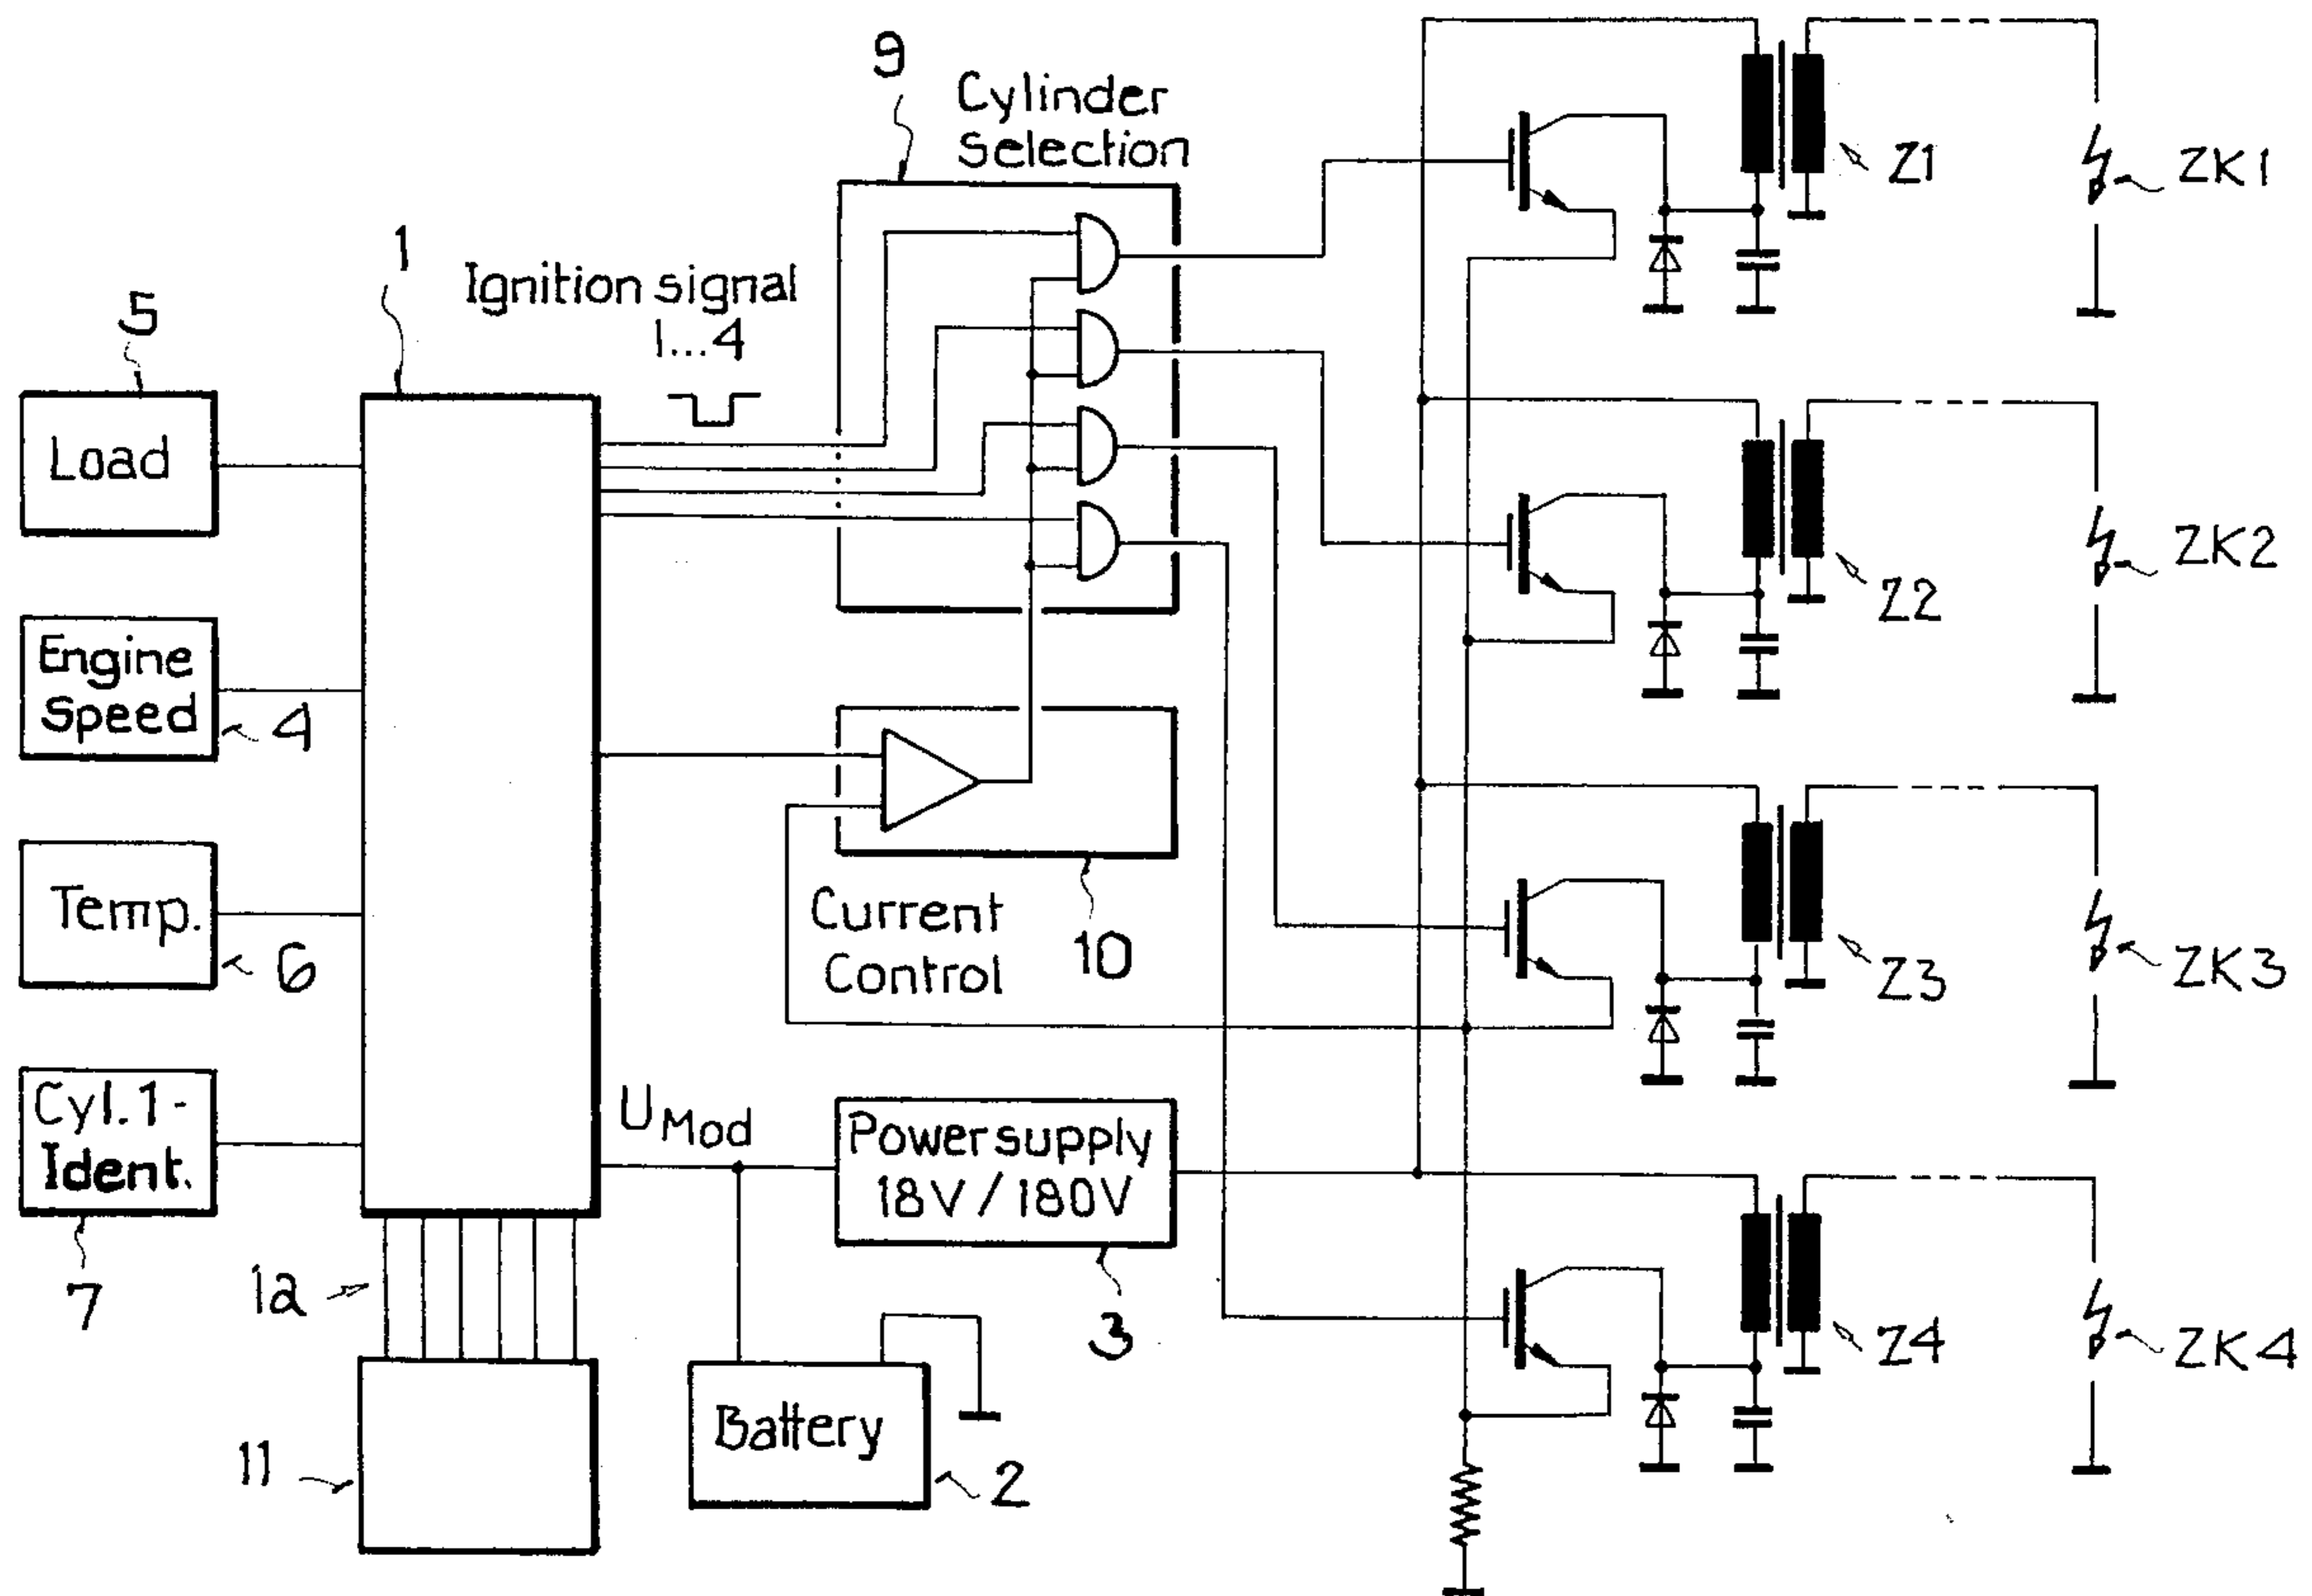 9
Cylinder
Selection
Z1
ZK1
1
Ignition signal
1...4
5
Load
Z2
ZK2
Engine
Speed
4
Temp.
6
Current
Control
10
Z3
ZK3
Cyl. 1-
Ident.
7
UMod
Power supply
18V / 180V
3
1a
Battery
2
11
Z4
ZK4